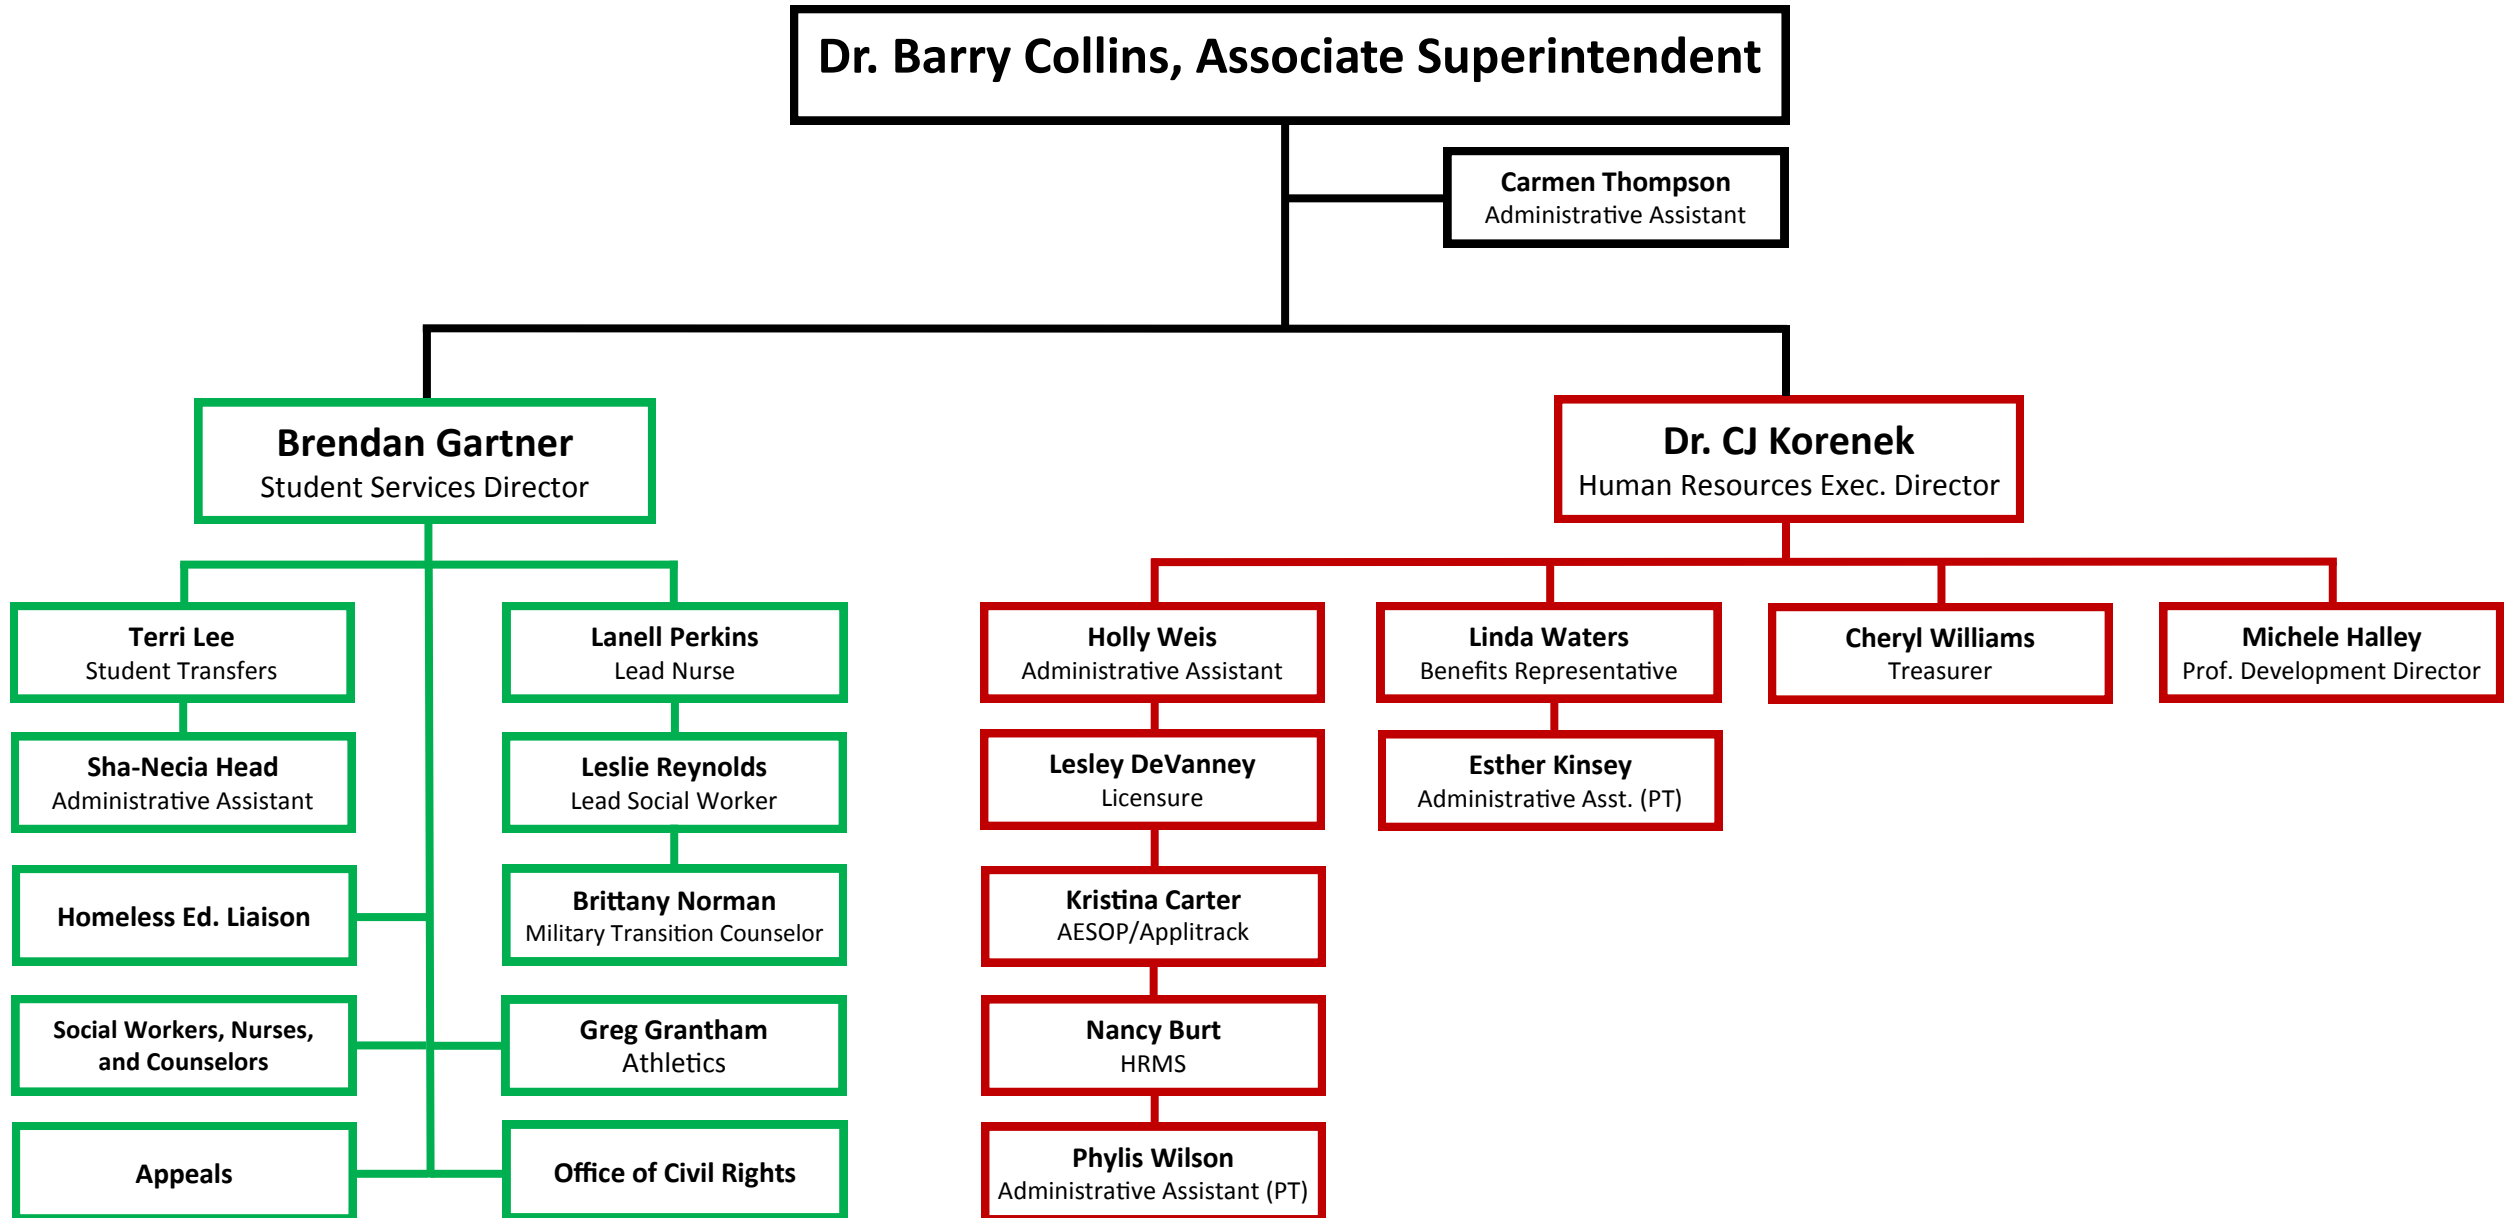 Dr. Barry Collins, Associate Superintendent
Carmen Thompson
Administrative Assistant
Brendan Gartner
Student Services Director
Dr. CJ Korenek
Human Resources Exec. Director
Terri Lee
Student Transfers
Lanell Perkins
Lead Nurse
Holly Weis
Administrative Assistant
Linda Waters
Benefits Representative
Cheryl Williams
Treasurer
Michele Halley
Prof. Development Director
Sha-Necia Head
Administrative Assistant
Leslie Reynolds
Lead Social Worker
Lesley DeVanney
Licensure
Esther Kinsey
Administrative Asst. (PT)
Homeless Ed. Liaison
Brittany Norman
Military Transition Counselor
Kristina Carter
AESOP/Applitrack
Social Workers, Nurses,
and Counselors
Greg Grantham
Athletics
Nancy Burt
HRMS
Appeals
Office of Civil Rights
Phylis Wilson
Administrative Assistant (PT)